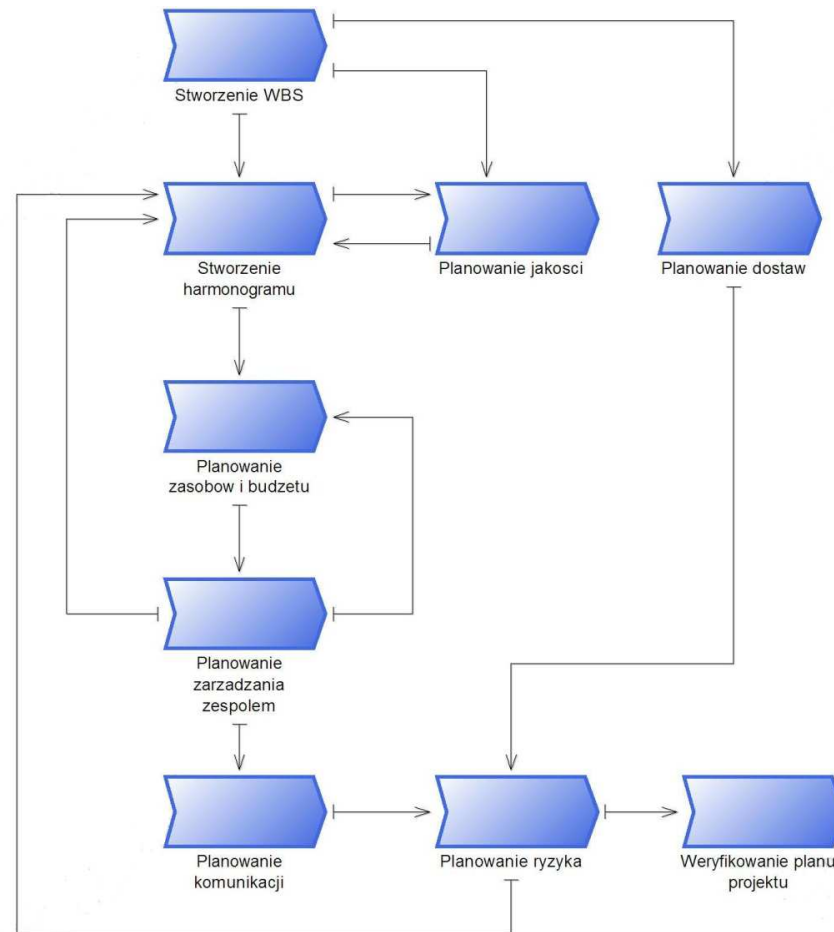 Stworzenie WBS
Stworzenie
harmonogramu
Planowanie jakosci
Planowanie dostaw
Planowanie
zasobow i budzetu
Planowanie
zarzadzania
zespolem
Planowanie
komunikacji
Planowanie ryzyka
Weryfikowanie planu
projektu